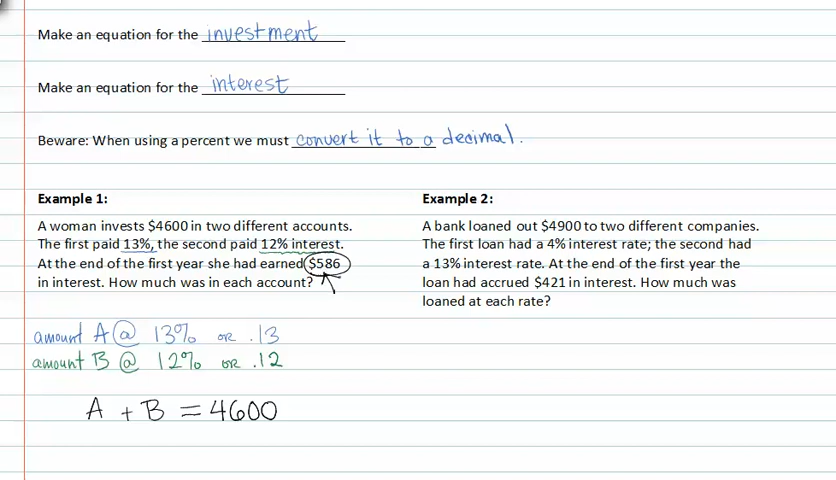 Make an equation for the investment
Make an equation for the interest
Beware: When using a percent we must convert it to a decimal.
Example 1:
A woman invests $4600 in two different accounts.
The first paid 13%, the second paid 12% interest.
At the end of the first year she had earned $586
in interest. How much was in each account?
amount A @ 13% or .13
amount B @ 12% or .12
A + B = 4600
Example 2:
A bank loaned out $4900 to two different companies.
The first loan had a 4% interest rate; the second had
a 13% interest rate. At the end of the first year the
loan had accrued $421 in interest. How much was
loaned at each rate?